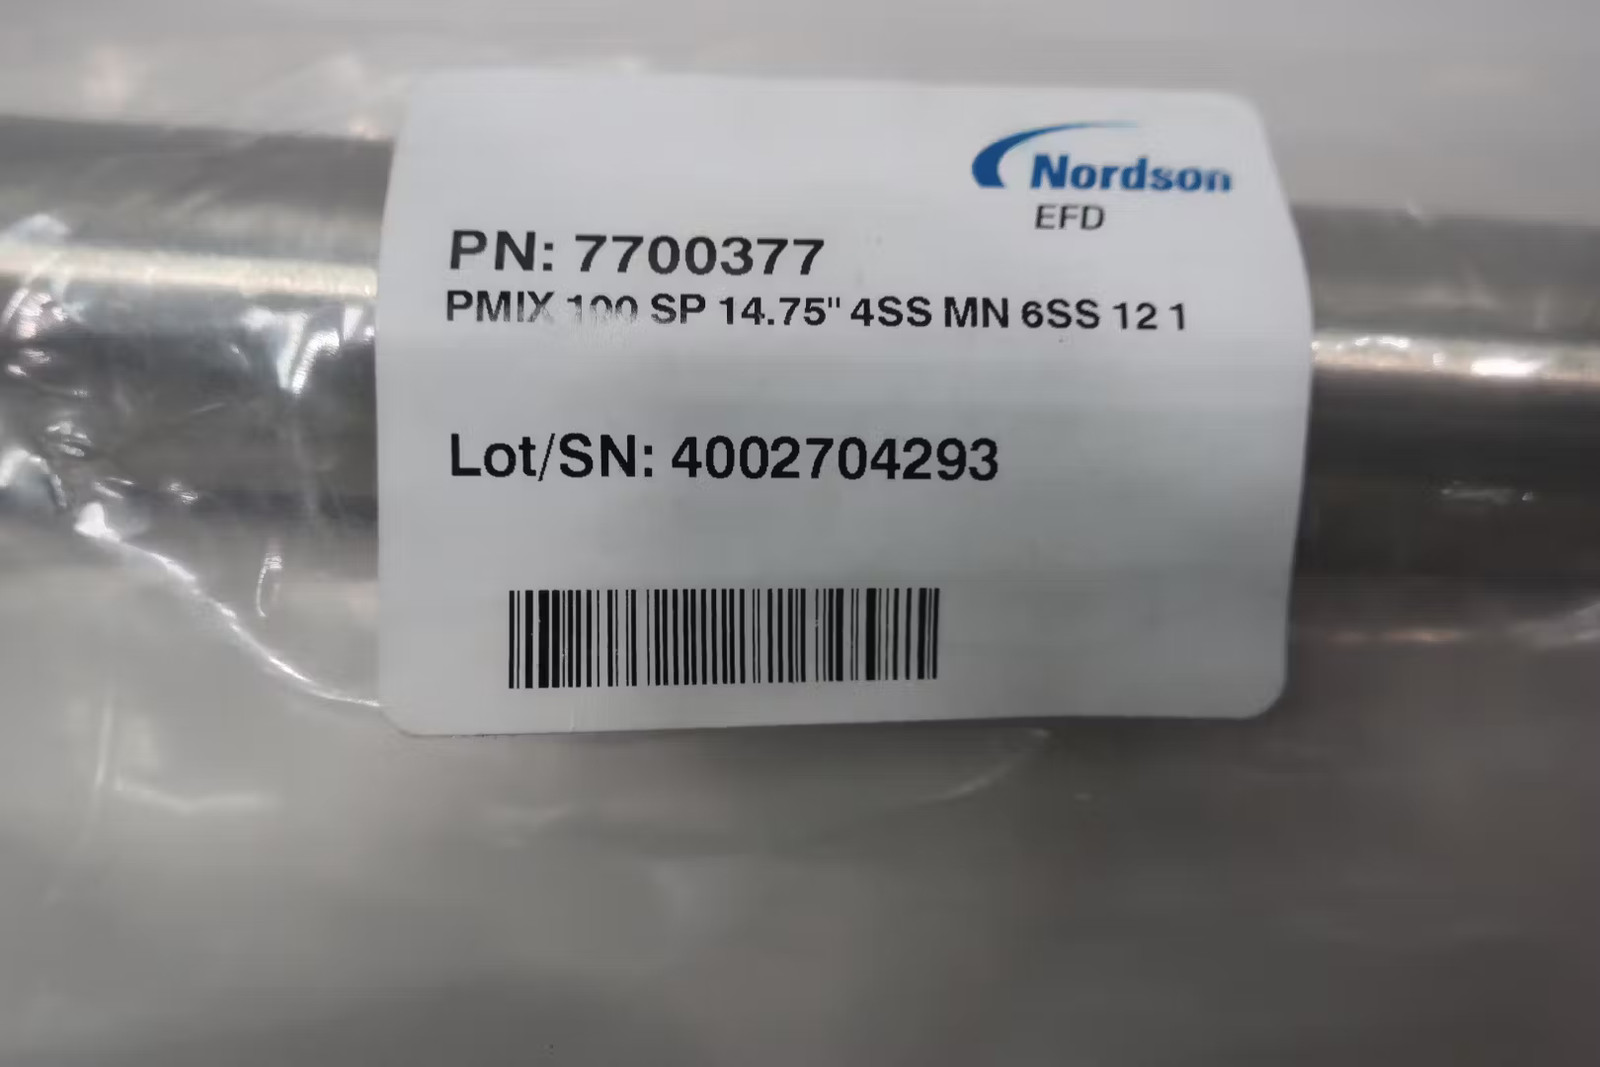 Nordson
EFD
PN: 7700377
PMIX 100 SP 14.75" 4SS MN 6SS 12 1
Lot/SN: 4002704293